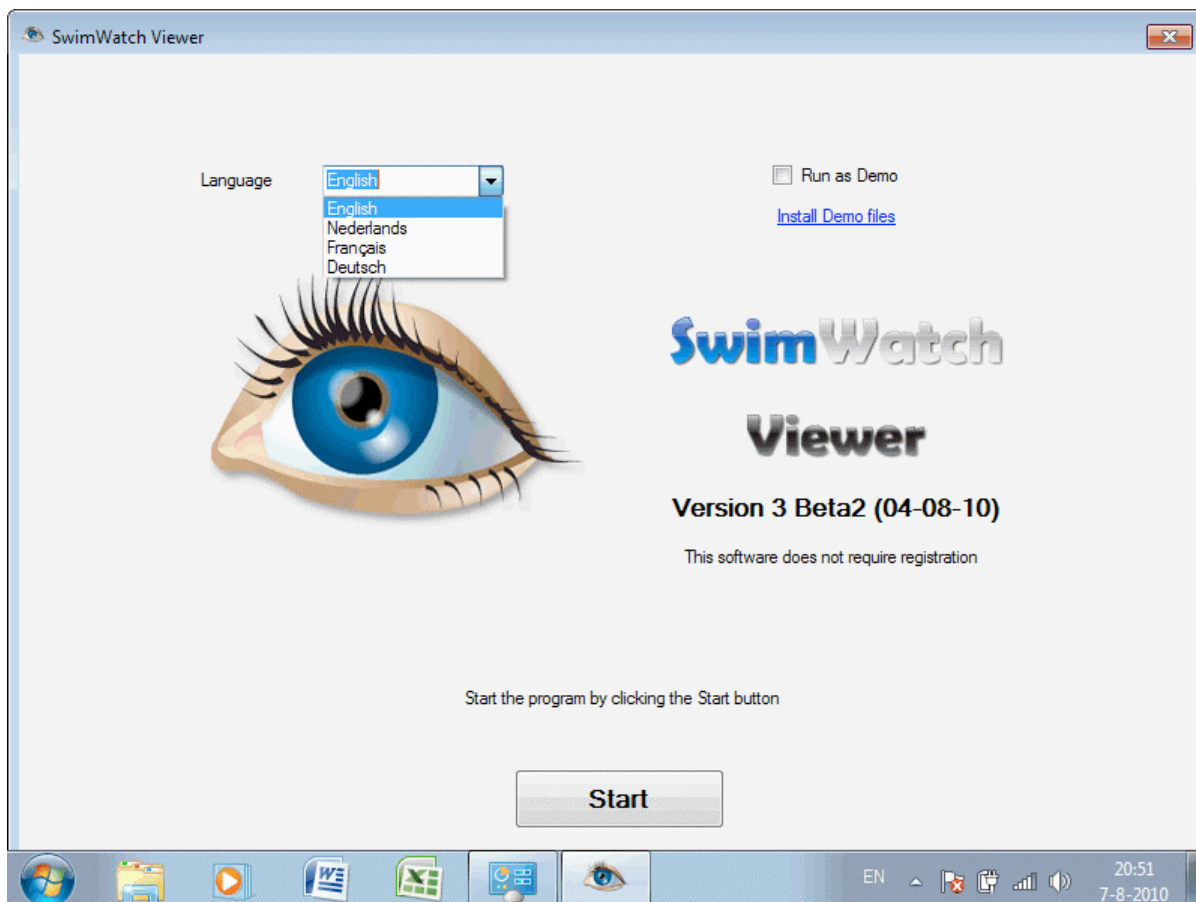 SwimWatch Viewer
Language
English
Run as Demo
English
Nederlands
Français
Deutsch
Install Demo files
SwimWatch
Viewer
Version 3 Beta2 (04-08-10)
This software does not require registration
Start the program by clicking the Start button
Start
EN
20:51
7-8-2010